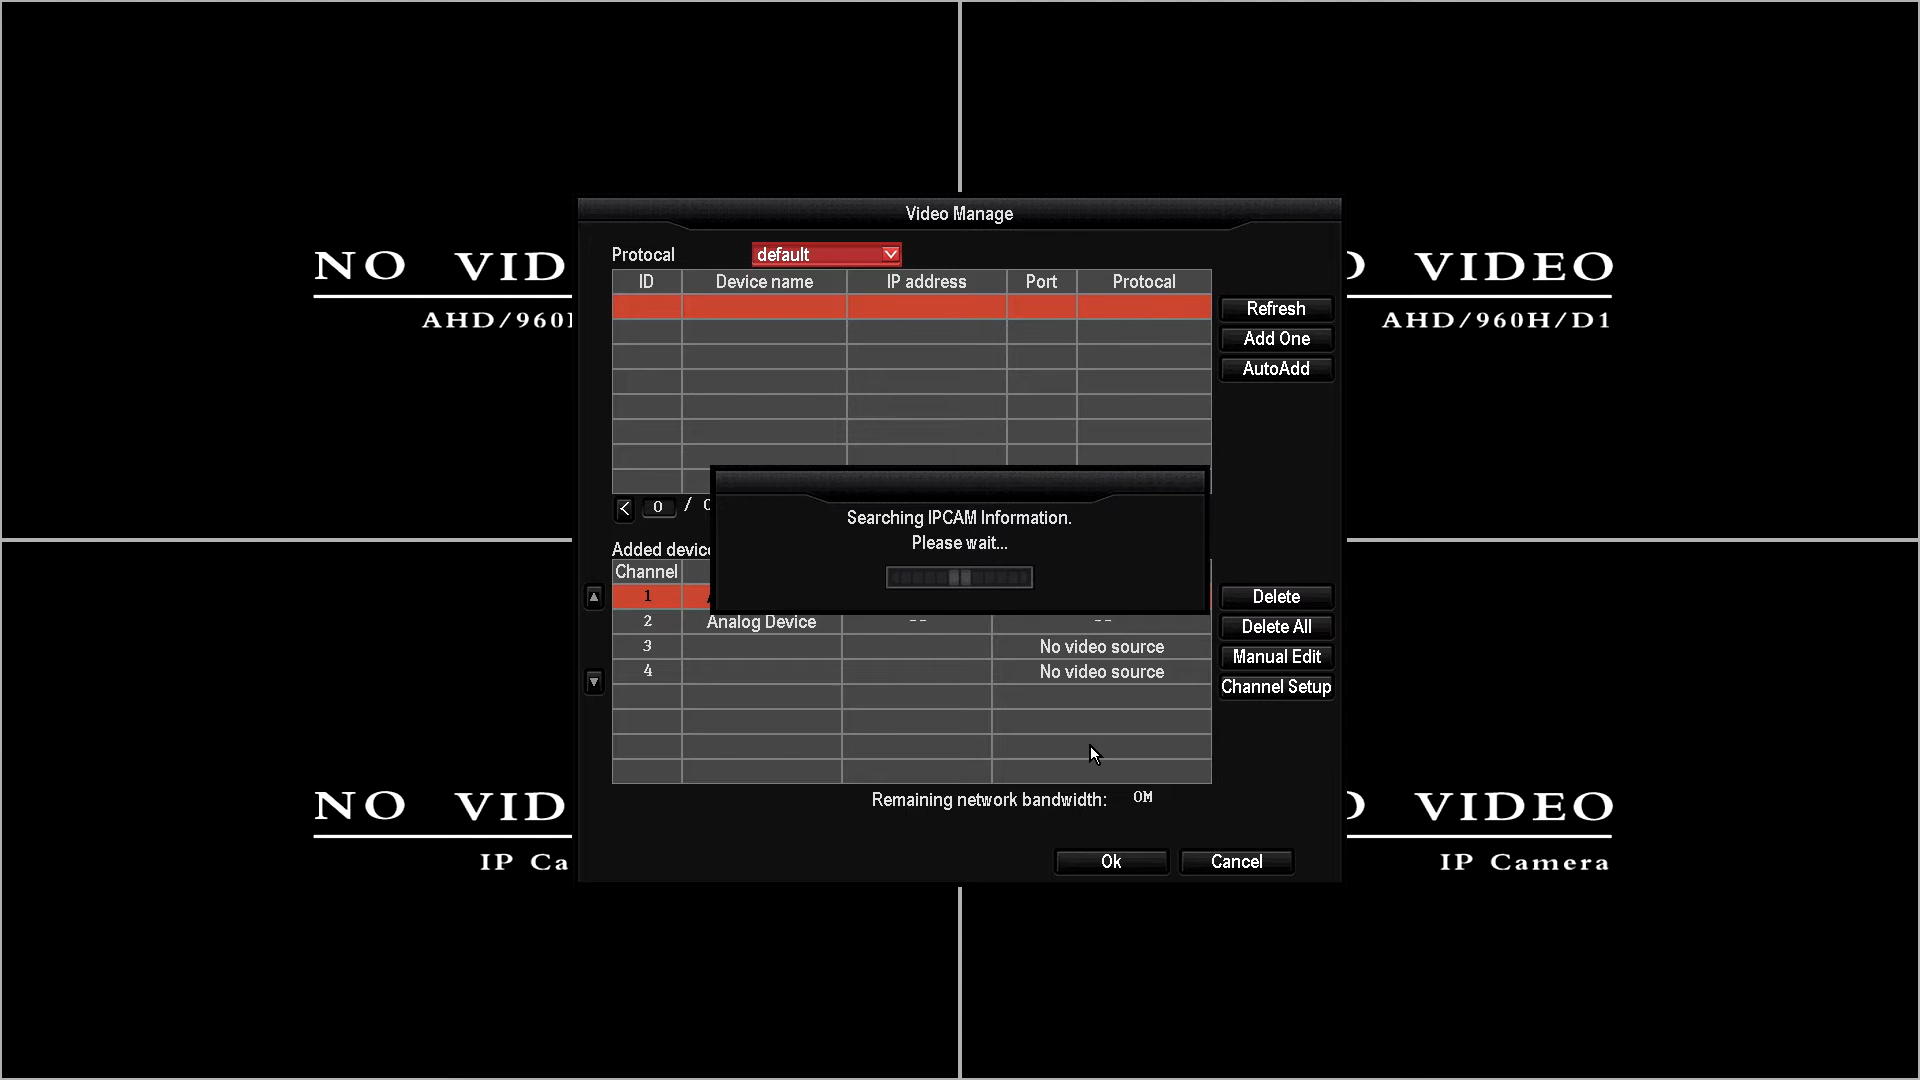 Video Manage
Protocal default
ID Device name IP address Port Protocal
Refresh
Add One
AutoAdd
< 0 / 0
Searching IPCAM Information.
Please wait...
Added devic
Channel
1
2 Analog Device -- --
3 No video source
4 No video source
Delete
Delete All
Manual Edit
Channel Setup
Remaining network bandwidth: 0M
Ok Cancel
NO VID
AHD/960H
VIDEO
AHD/960H/D1
NO VID
IP Ca
VIDEO
IP Camera